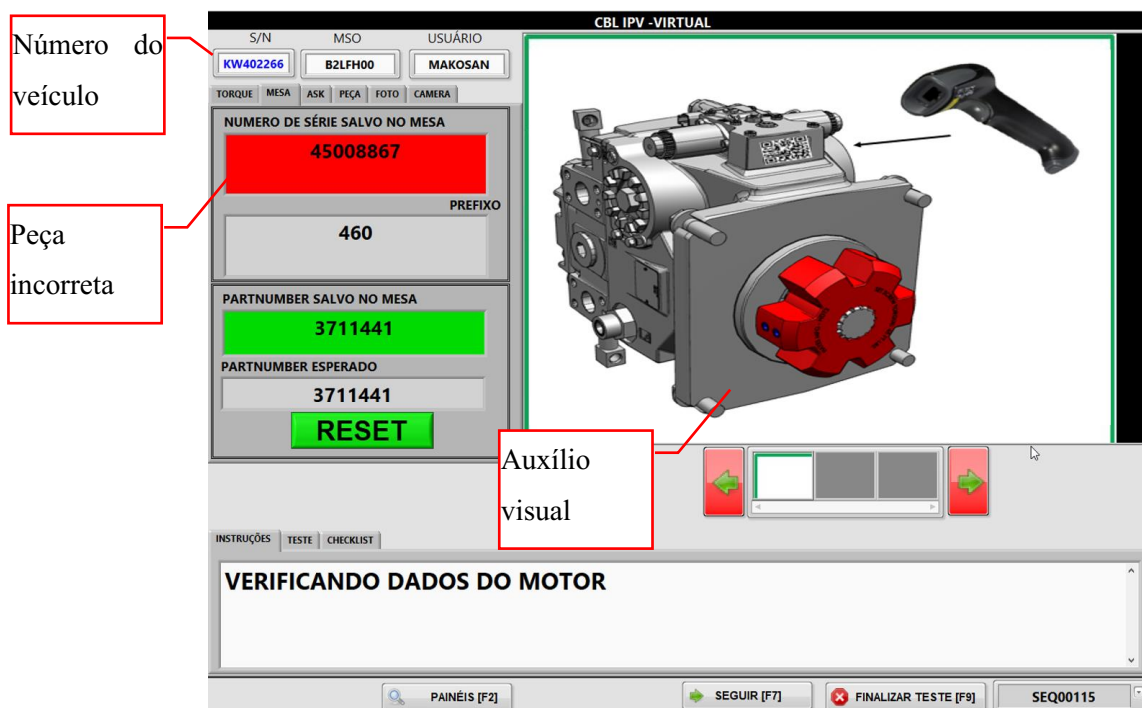 CBL IPV -VIRTUAL
Número do
veículo
S/N MSO USUÁRIO
KW402266 B2LFH00 MAKOSAN
TORQUE MESA ASK PEÇA FOTO CAMERA
NUMERO DE SÉRIE SALVO NO MESA
45008867
PREFIXO
460
Peça
incorreta
PARTNUMBER SALVO NO MESA
3711441
PARTNUMBER ESPERADO
3711441
RESET
Auxílio
visual
INSTRUÇÕES TESTE CHECKLIST
VERIFICANDO DADOS DO MOTOR
PAINÉIS [F2] SEGUIR [F7] FINALIZAR TESTE [F9] SEQ00115